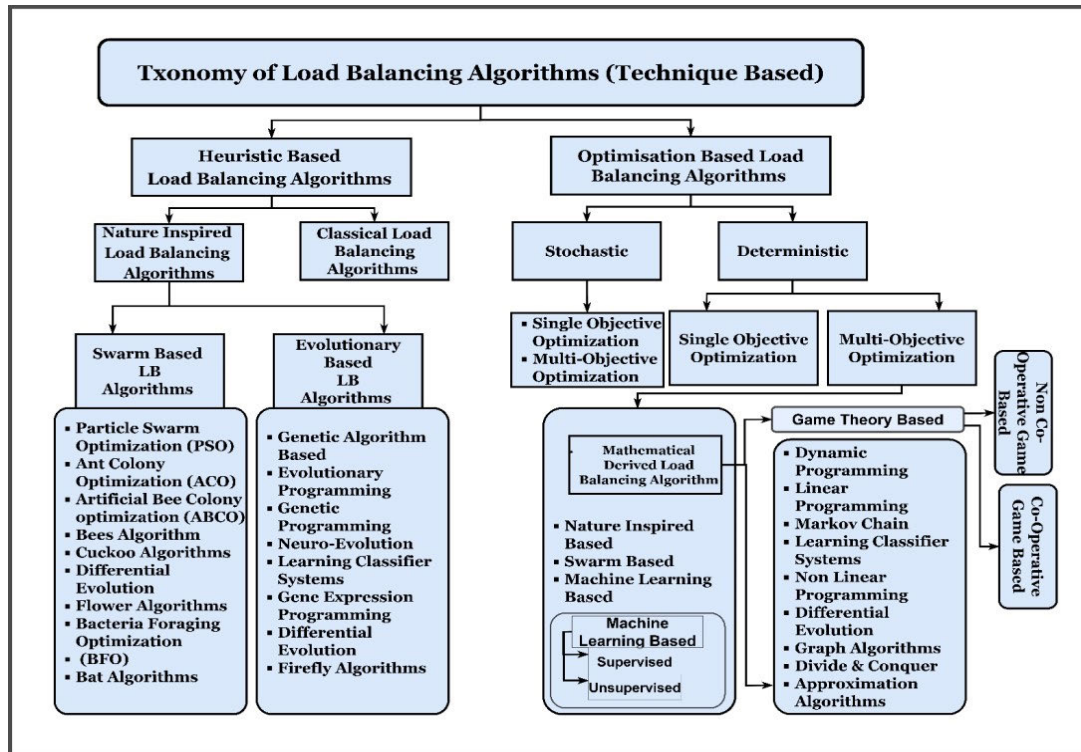 Txonomy of Load Balancing Algorithms (Technique Based)
Heuristic Based
Load Balancing Algorithms
Optimisation Based Load
Balancing Algorithms
Nature Inspired
Load Balancing
Algorithms
Classical Load
Balancing
Algorithms
Stochastic
Deterministic
Swarm Based
LB
Algorithms
Evolutionary
Based
LB
Algorithms
▪ Single Objective
Optimization
▪ Multi-Objective
Optimization
Single Objective
Optimization
Multi-Objective
Optimization
▪ Particle Swarm
Optimization (PSO)
▪ Ant Colony
Optimization (ACO)
▪ Artificial Bee Colony
optimization (ABCO)
▪ Bees Algorithm
▪ Cuckoo Algorithms
▪ Differential
Evolution
▪ Flower Algorithms
▪ Bacteria Foraging
Optimization
▪ (BFO)
▪ Bat Algorithms
▪ Genetic Algorithm
Based
▪ Evolutionary
Programming
▪ Genetic
Programming
▪ Neuro-Evolution
▪ Learning Classifier
Systems
▪ Gene Expression
Programming
▪ Differential
Evolution
▪ Firefly Algorithms
Mathematical
Derived Load
Balancing Algorithm
▪ Nature Inspired
Based
▪ Swarm Based
▪ Machine Learning
Based
Machine
Learning Based
Supervised
Unsupervised
Game Theory Based
▪ Dynamic
Programming
▪ Linear
Programming
▪ Markov Chain
▪ Learning Classifier
Systems
▪ Non Linear
Programming
▪ Differential
Evolution
▪ Graph Algorithms
▪ Divide & Conquer
▪ Approximation
Algorithms
Non Co-
Operative Game
Based
Co-Operative
Game Based